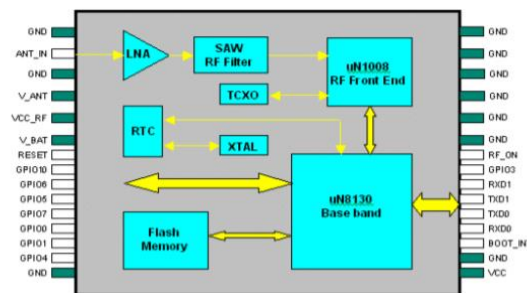 GND
ANT_IN
GND
V_ANT
VCC_RF
V_BAT
RESET
GPIO10
GPIO6
GPIO5
GPIO7
GPIO0
GPIO1
GPIO4
GND
LNA
SAW
RF Filter
uN1008
RF Front End
TCXO
RTC
XTAL
uN8130
Base band
Flash
Memory
GND
GND
GND
GND
GND
GND
RF_ON
GPIO3
RXD1
TXD1
TXD0
RXD0
BOOT_IN
GND
VCC